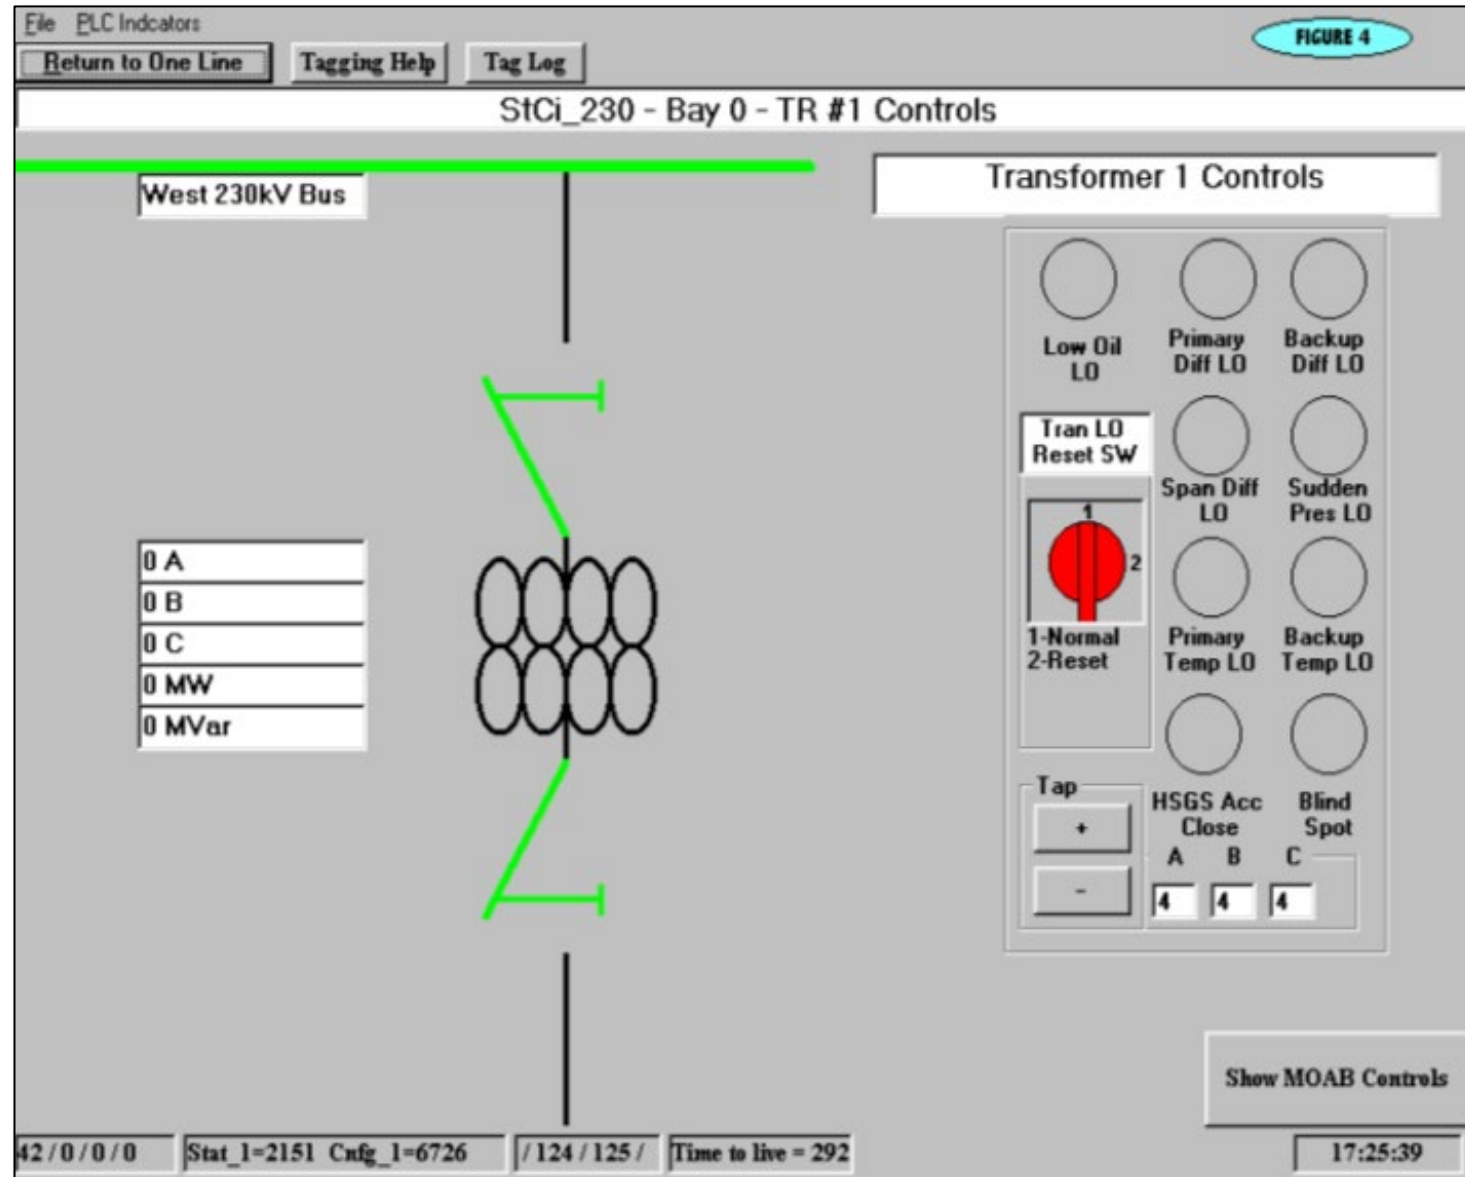 File PLC Indcators
FIGURE 4
Return to One Line Tagging Help Tag Log
StCi_230 - Bay 0 - TR #1 Controls
West 230kV Bus
Transformer 1 Controls
Low Oil
LO
Primary
Diff LO
Backup
Diff LO
Tran LO
Reset SW
Span Diff
LO
Sudden
Pres LO
1
2
1-Normal
2-Reset
Primary
Temp LO
Backup
Temp LO
0 A
0 B
0 C
0 MW
0 MVar
HSGS Acc
Close
Blind
Spot
Tap
+
-
A B C
4 4 4
Show MOAB Controls
42 / 0 / 0 / 0 Stat_1=2151 Cnfg_1=6726 / 124 / 125 / Time to live = 292 17:25:39